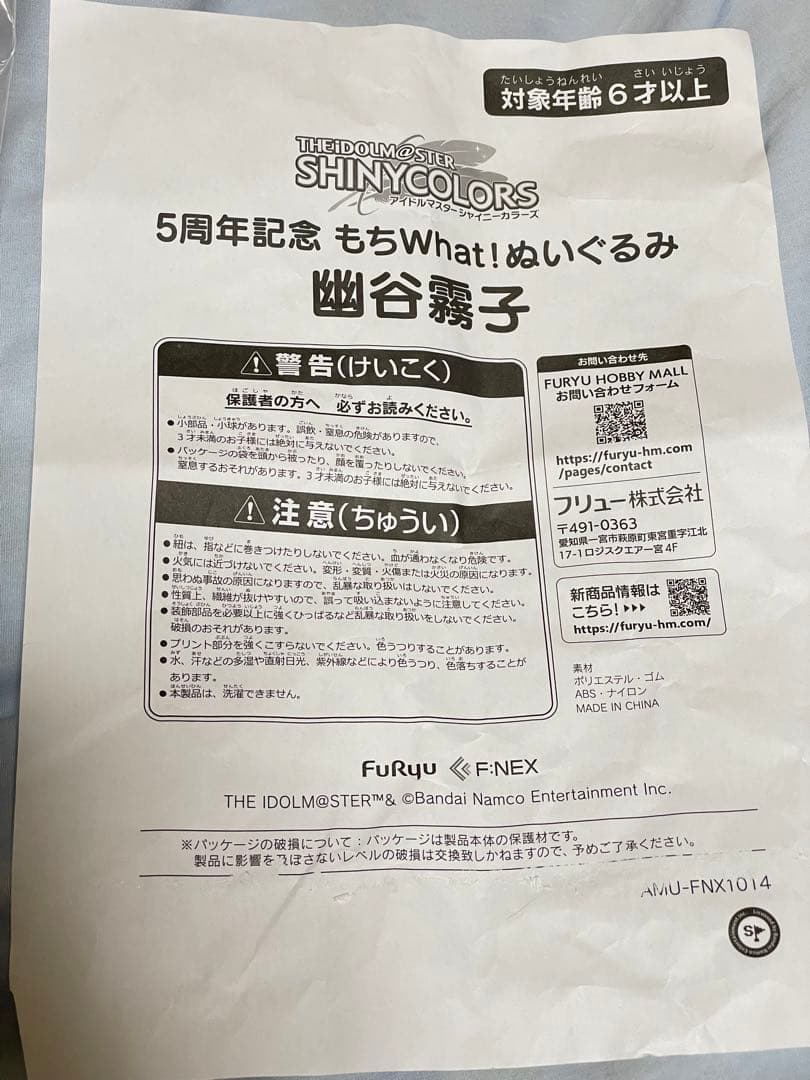 対象年齢6才以上
たいしょうねんれい さいいじょう
THE iDOLM@STER
SHINYCOLORS
アイドルマスター シャイニーカラーズ
5周年記念 もちWhat!ぬいぐるみ
幽谷霧子
警告(けいこく)
保護者の方へ 必ずお読みください。
●小部品・小球があります。誤飲・窒息の危険がありますので、
3才未満のお子様には絶対に与えないでください。
●パッケージの袋を頭から被ったり、顔を覆ったりしないでください。
窒息するおそれがあります。3才未満のお子様には絶対に与えないでください。
注意(ちゅうい)
●紐は、指などに巻きつけたりしないでください。血が通わなくなり危険です。
●火気には近づけないでください。変形・変質・火傷または火災の原因になります。
●思わぬ事故の原因になりますので、乱暴な取り扱いはしないでください。
●性質上、繊維が抜けやすいので、誤って吸い込まないように注意してください。
●装飾部品を必要以上に強くひっぱるなど乱暴な取り扱いをしないでください。
破損のおそれがあります。
●プリント部分を強くこすらないでください。色うつりすることがあります。
●水、汗などの多湿や直射日光、紫外線などにより色うつり、色落ちすることが
あります。
●本製品は、洗濯できません。
お問い合わせ先
FURYU HOBBY MALL
お問い合わせフォーム
https://furyu-hm.com
/pages/contact
フリュー株式会社
〒491-0363
愛知県一宮市萩原町東宮重字江北
17-1ロジスクエア一宮4F
新商品情報は
こちら!▶▶▶
https://furyu-hm.com/
素材
ポリエステル・ゴム
ABS・ナイロン
MADE IN CHINA
FuRyu F:NEX
THE IDOLM@STER™& ©Bandai Namco Entertainment Inc.
※パッケージの破損について:パッケージは製品本体の保護材です。
製品に影響を及ぼさないレベルの破損は交換致しかねますので、予めご了承ください。
AMU-FNX1014